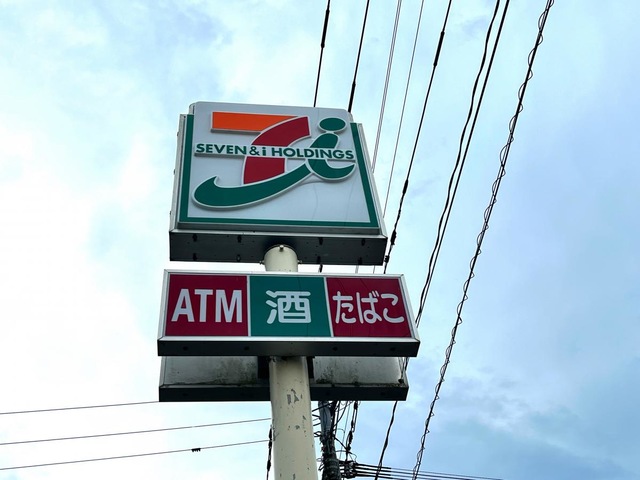 SEVEN & i HOLDINGS
ATM 酒 たばこ